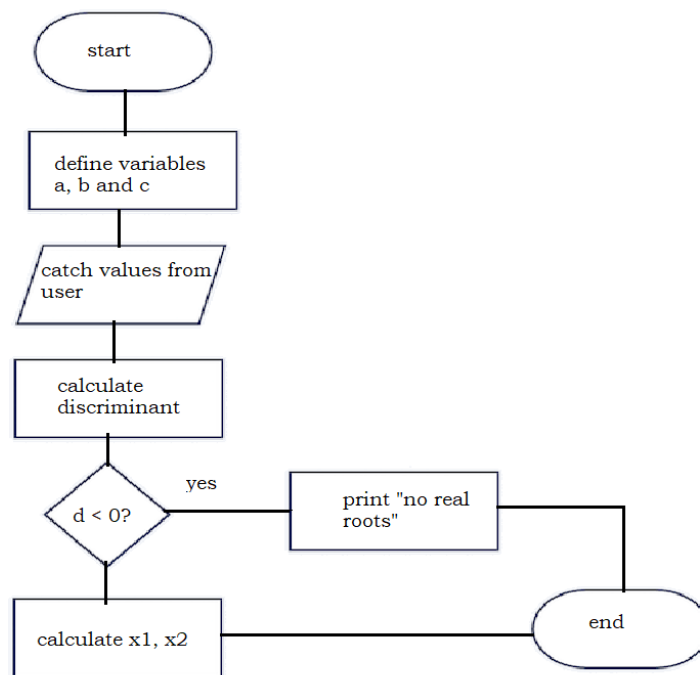 start
define variables
a, b and c
catch values from
user
calculate
discriminant
d < 0?
yes
print "no real
roots"
calculate x1, x2
end